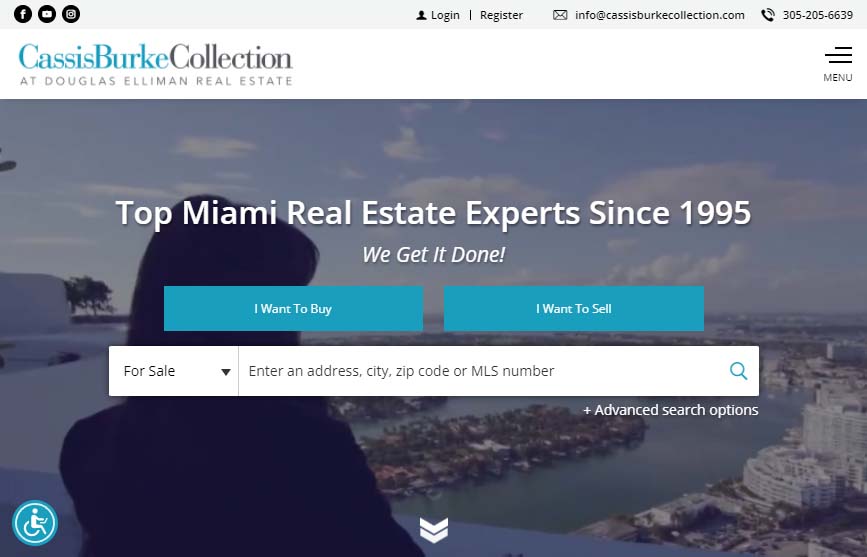 Login | Register info@cassisburkecollection.com 305-205-6639
CassisBurkeCollection
AT DOUGLAS ELLIMAN REAL ESTATE
MENU
Top Miami Real Estate Experts Since 1995
We Get It Done!
I Want To Buy I Want To Sell
For Sale Enter an address, city, zip code or MLS number
+ Advanced search options